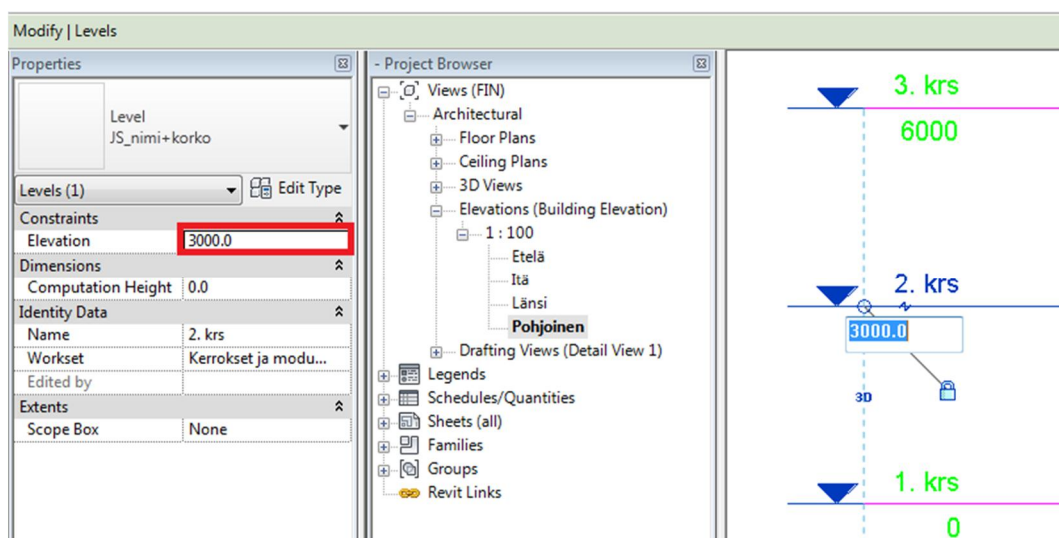 Modify | Levels
Properties
Level
JS_nimi+korko
Levels (1)
Edit Type
Constraints
Elevation 3000.0
Dimensions
Computation Height 0.0
Identity Data
Name 2. krs
Workset Kerrokset ja modu...
Edited by
Extents
Scope Box None
- Project Browser
Views (FIN)
Architectural
Floor Plans
Ceiling Plans
3D Views
Elevations (Building Elevation)
1 : 100
Etelä
Itä
Länsi
Pohjoinen
Drafting Views (Detail View 1)
Legends
Schedules/Quantities
Sheets (all)
Families
Groups
Revit Links
3. krs
6000
2. krs
3000.0
3D
1. krs
0